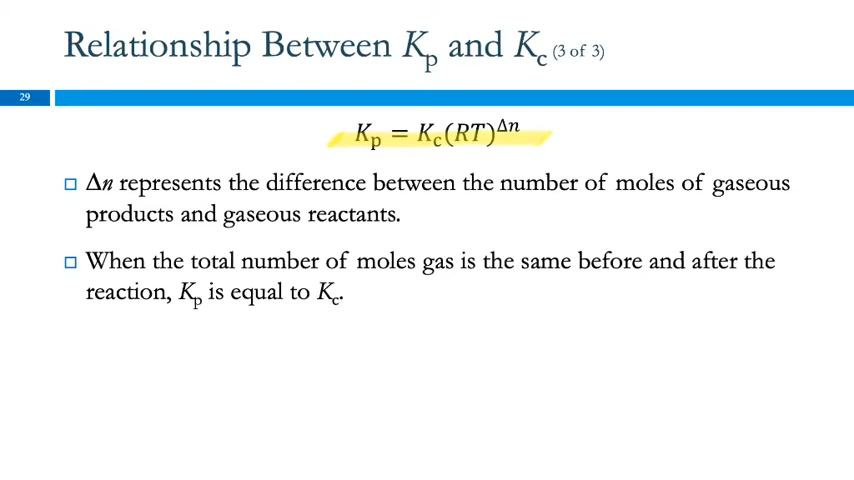 Relationship Between Kp and Kc (3 of 3)
29
Kp = Kc(RT)^Δn
Δn represents the difference between the number of moles of gaseous
products and gaseous reactants.
When the total number of moles gas is the same before and after the
reaction, Kp is equal to Kc.